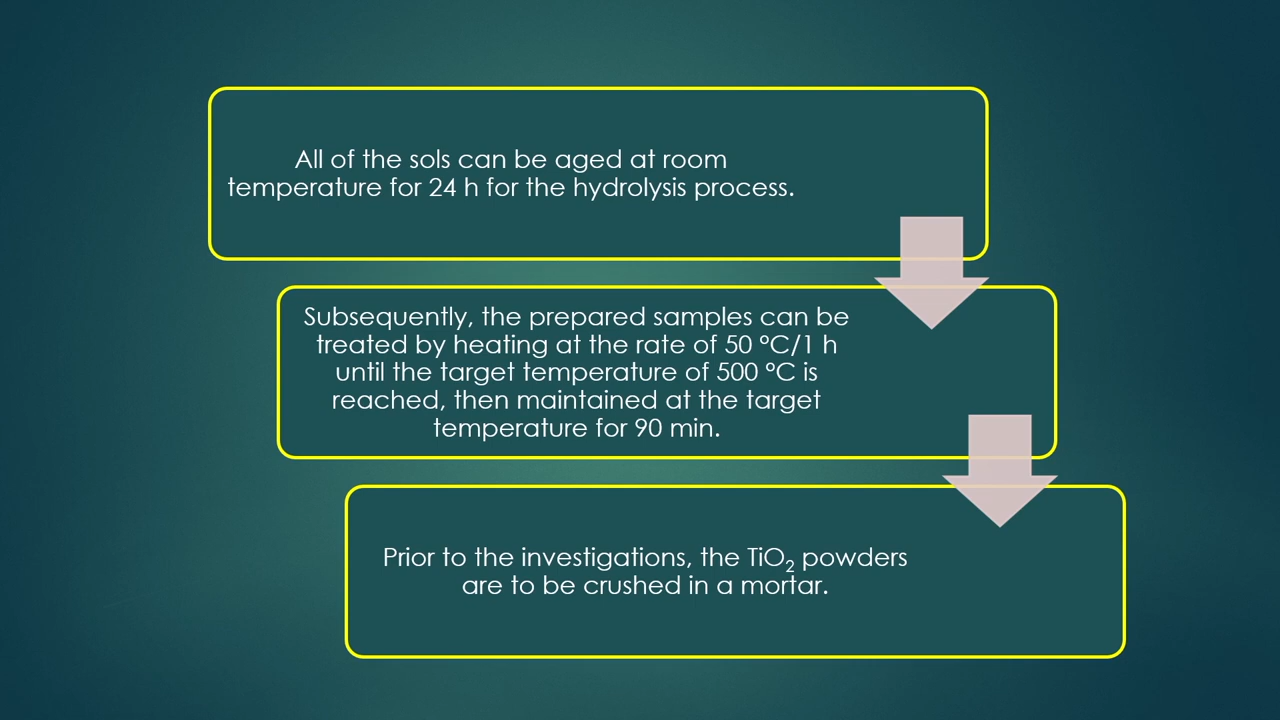 All of the sols can be aged at room
temperature for 24 h for the hydrolysis process.
Subsequently, the prepared samples can be
treated by heating at the rate of 50 °C/1 h
until the target temperature of 500 °C is
reached, then maintained at the target
temperature for 90 min.
Prior to the investigations, the TiO₂ powders
are to be crushed in a mortar.